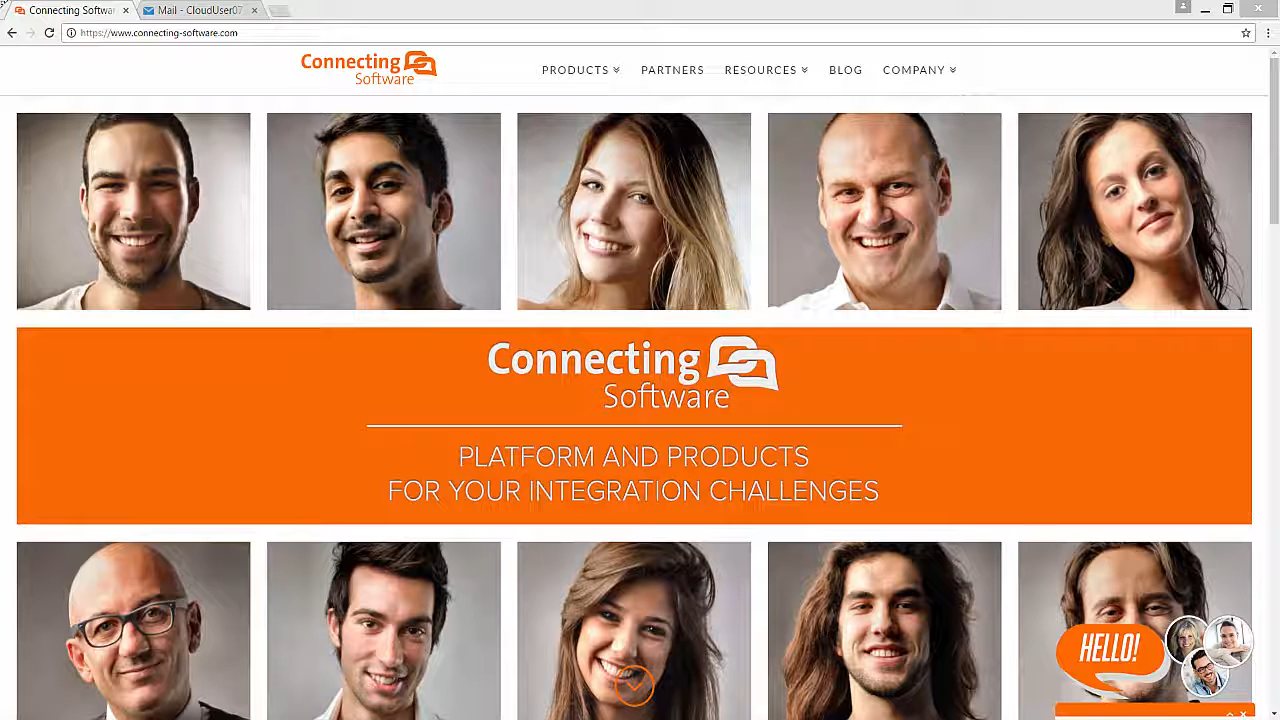 Connecting Softwar
Mail - CloudUser07
https://www.connecting-software.com
Connecting
Software
PRODUCTS
PARTNERS
RESOURCES
BLOG
COMPANY
Connecting
Software
PLATFORM AND PRODUCTS
FOR YOUR INTEGRATION CHALLENGES
HELLO!